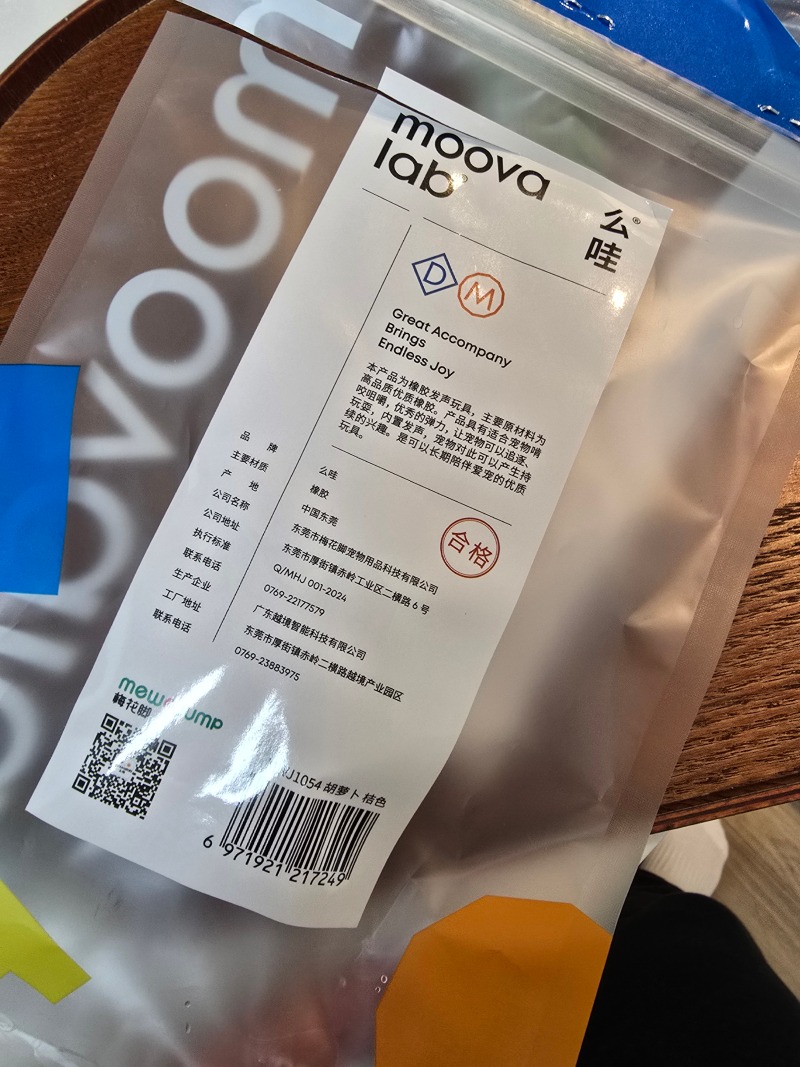 moova
lab®
么哇®
D M
Great Accompany
Brings
Endless Joy
本产品为橡胶发声玩具，主要原材料为
高品质优质橡胶。产品具有适合宠物啃
咬咀嚼，优秀的弹力，让宠物可以追逐、
玩耍，内置发声，宠物对此可以产生持
续的兴趣。是可以长期陪伴爱宠的优质
玩具。
品牌 么哇
主要材质 橡胶
产地 中国东莞
公司名称 东莞市梅花脚宠物用品科技有限公司
公司地址 东莞市厚街镇赤岭工业区二横路 6 号
执行标准 Q/MHJ 001-2024
联系电话 0769-22177579
生产企业 广东越境智能科技有限公司
工厂地址 东莞市厚街镇赤岭二横路越境产业园区
联系电话 0769-23883975
合格
梅花脚
J1054 胡萝卜 桔色
6 971921 217249
moova